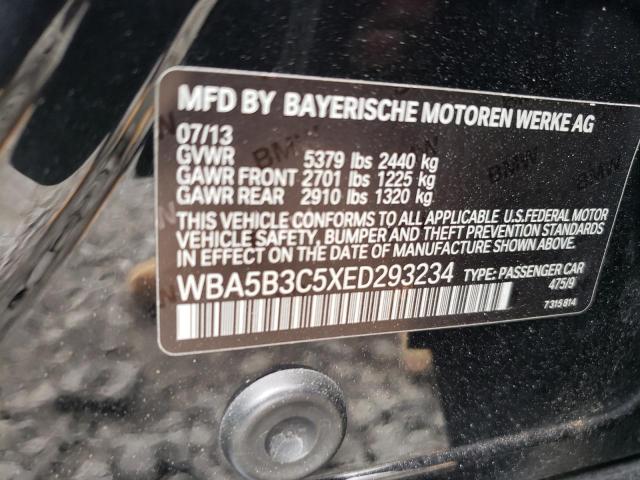 MFD BY BAYERISCHE MOTOREN WERKE AG
07/13
GVWR 5379 lbs 2440 kg
GAWR FRONT 2701 lbs 1225 kg
GAWR REAR 2910 lbs 1320 kg
THIS VEHICLE CONFORMS TO ALL APPLICABLE U.S.FEDERAL MOTOR
VEHICLE SAFETY, BUMPER AND THEFT PREVENTION STANDARDS
IN EFFECT ON THE DATE OF MANUFACTURE SHOWN ABOVE.
WBA5B3C5XED293234 TYPE: PASSENGER CAR
475/9
7315814